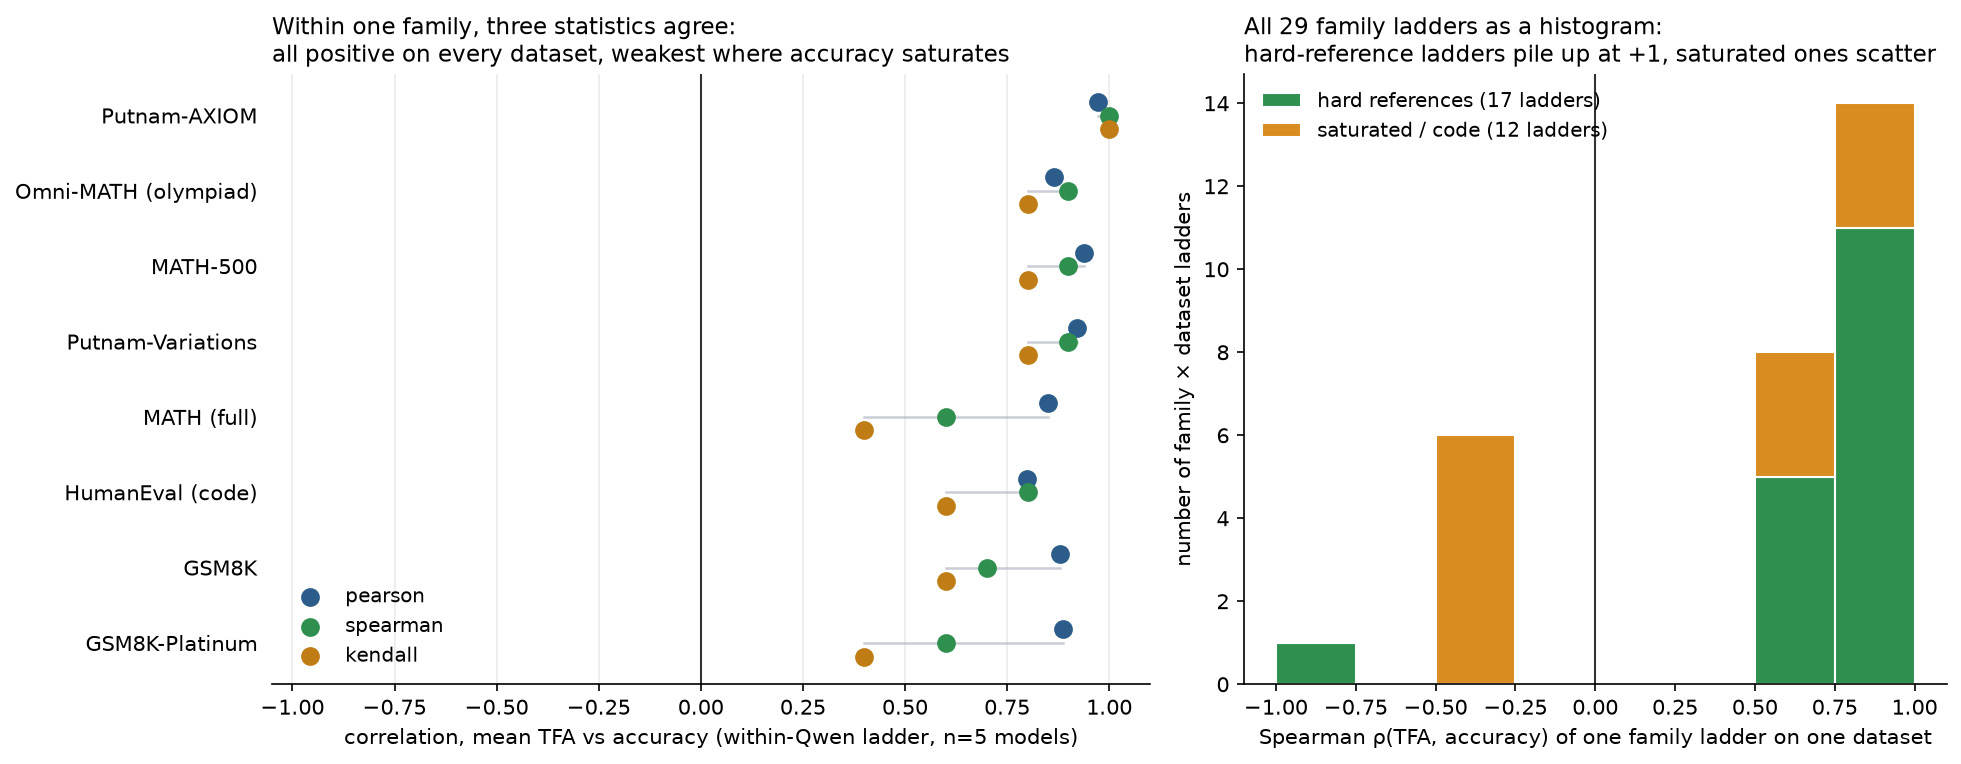 Within one family, three statistics agree:
all positive on every dataset, weakest where accuracy saturates
Putnam-AXIOM
Omni-MATH (olympiad)
MATH-500
Putnam-Variations
MATH (full)
HumanEval (code)
GSM8K
GSM8K-Platinum
pearson
spearman
kendall
−1.00 −0.75 −0.50 −0.25 0.00 0.25 0.50 0.75 1.00
correlation, mean TFA vs accuracy (within-Qwen ladder, n=5 models)
All 29 family ladders as a histogram:
hard-reference ladders pile up at +1, saturated ones scatter
hard references (17 ladders)
saturated / code (12 ladders)
number of family × dataset ladders
14
12
10
8
6
4
2
0
−1.00 −0.75 −0.50 −0.25 0.00 0.25 0.50 0.75 1.00
Spearman ρ(TFA, accuracy) of one family ladder on one dataset